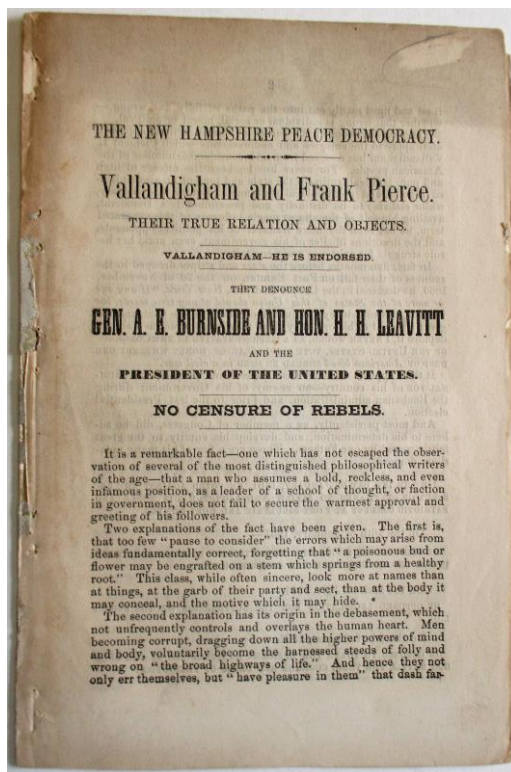 THE NEW HAMPSHIRE PEACE DEMOCRACY.
Vallandigham and Frank Pierce.
THEIR TRUE RELATION AND OBJECTS.
VALLANDIGHAM—HE IS ENDORSED.
THEY DENOUNCE
GEN. A. E. BURNSIDE AND HON. H. H. LEAVITT
AND THE
PRESIDENT OF THE UNITED STATES.
NO CENSURE OF REBELS.
It is a remarkable fact—one which has not escaped the obser-
vation of several of the most distinguished philosophical writers
of the age—that a man who assumes a bold, reckless, and even
infamous position, as a leader of a school of thought, or faction
in government, does not fail to secure the warmest approval and
greeting of his followers.
Two explanations of the fact have been given. The first is,
that too few "pause to consider" the errors which may arise from
ideas fundamentally correct, forgetting that "a poisonous bud or
flower may be engrafted on a stem which springs from a healthy
root." This class, while often sincere, look more at names than
at things, at the garb of their party and sect, than at the body it
may conceal, and the motive which it may hide.
The second explanation has its origin in the debasement, which
not unfrequently controls and overlays the human heart. Men
becoming corrupt, dragging down all the higher powers of mind
and body, voluntarily become the harnessed steeds of folly and
wrong on "the broad highways of life." And hence they not
only err themselves, but "have pleasure in them" that dash far-